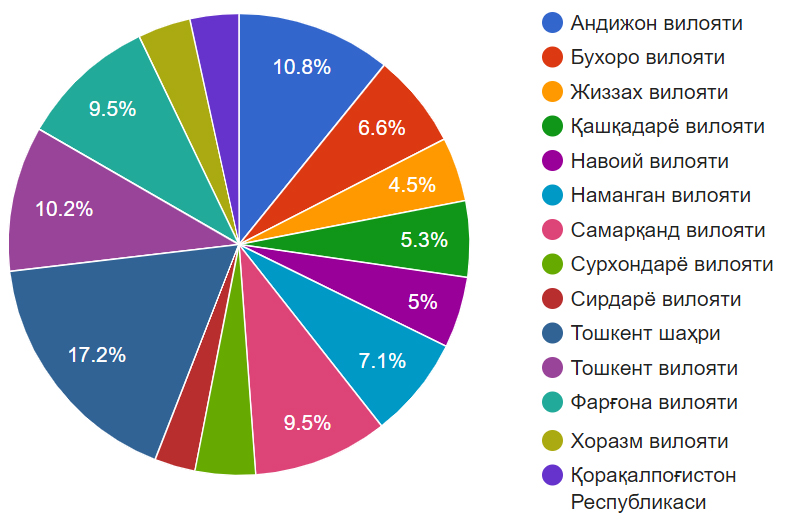 10.8%
6.6%
4.5%
5.3%
5%
7.1%
9.5%
17.2%
10.2%
9.5%
Андижон вилояти
Бухоро вилояти
Жиззах вилояти
Қашқадарё вилояти
Навоий вилояти
Наманган вилояти
Самарқанд вилояти
Сурхондарё вилояти
Сирдарё вилояти
Тошкент шаҳри
Тошкент вилояти
Фарғона вилояти
Хоразм вилояти
Қорақалпоғистон
Республикаси